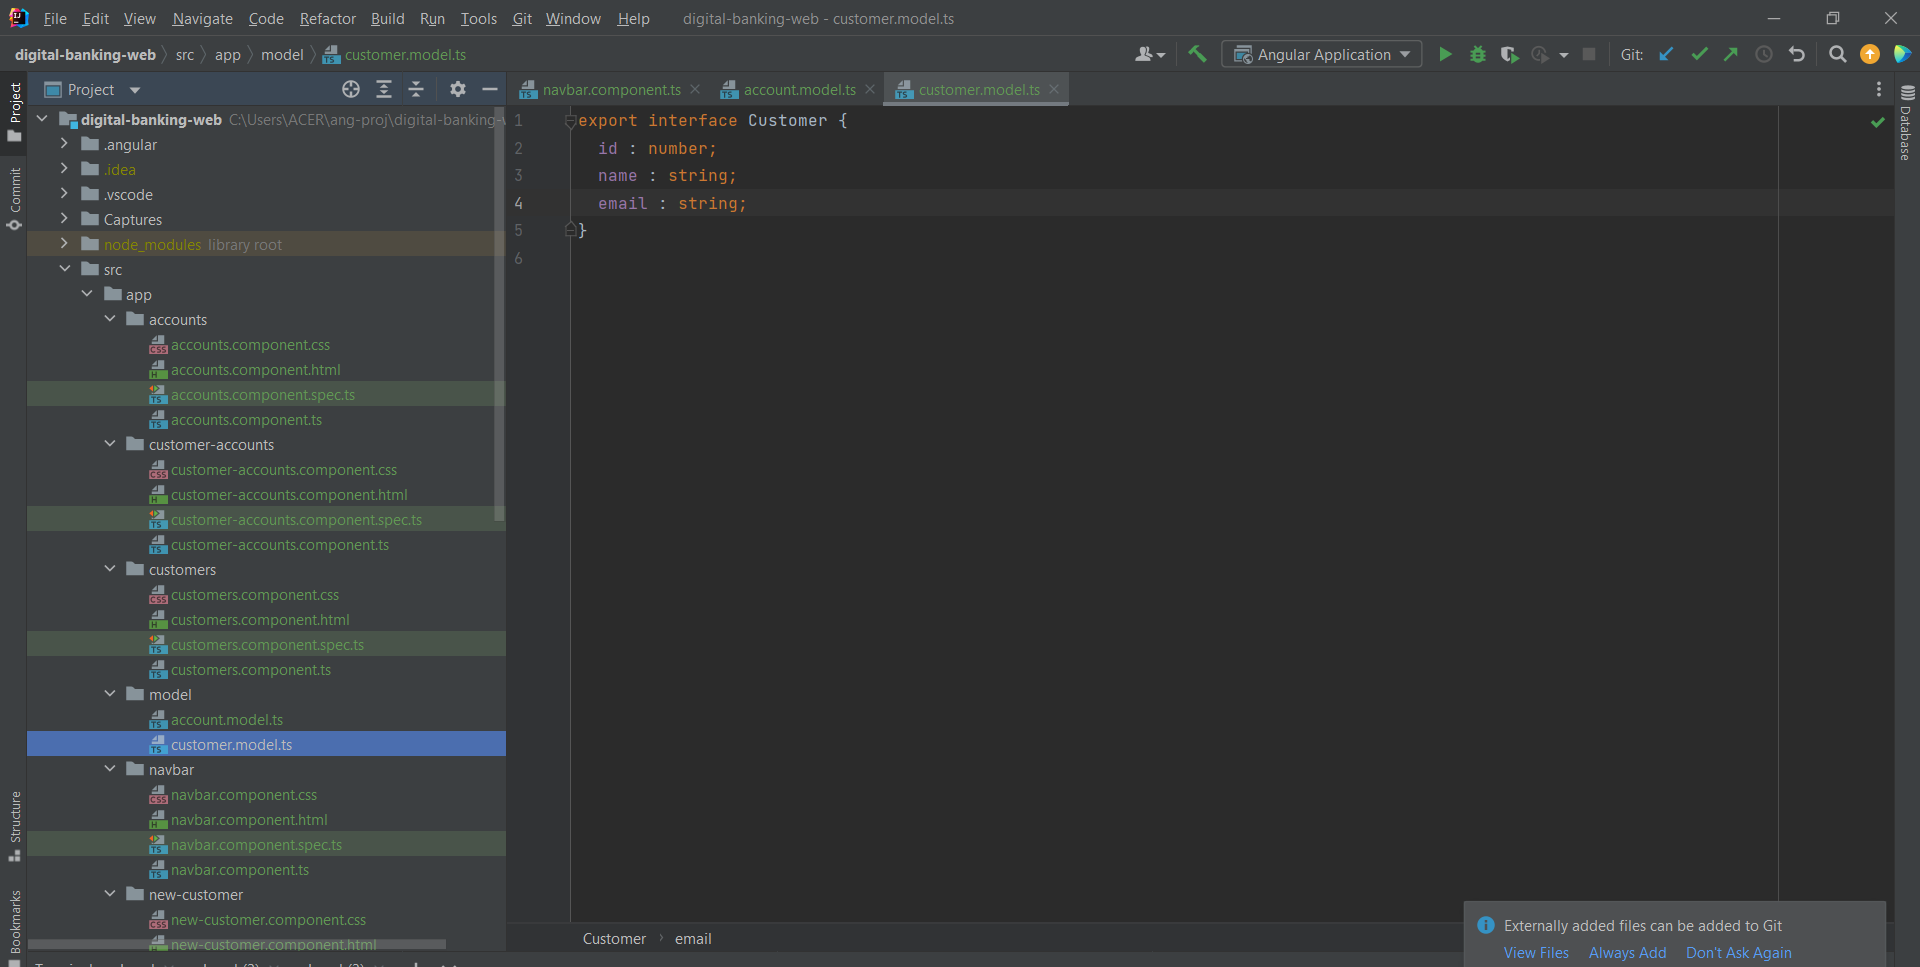 File Edit View Navigate Code Refactor Build Run Tools Git Window Help digital-banking-web - customer.model.ts
digital-banking-web src app model customer.model.ts Angular Application Git:
Project
navbar.component.ts account.model.ts customer.model.ts
Project
Commit
Structure
Bookmarks
digital-banking-web C:\Users\ACER\ang-proj\digital-banking-
.angular
.idea
.vscode
Captures
node_modules library root
src
app
accounts
accounts.component.css
accounts.component.html
accounts.component.spec.ts
accounts.component.ts
customer-accounts
customer-accounts.component.css
customer-accounts.component.html
customer-accounts.component.spec.ts
customer-accounts.component.ts
customers
customers.component.css
customers.component.html
customers.component.spec.ts
customers.component.ts
model
account.model.ts
customer.model.ts
navbar
navbar.component.css
navbar.component.html
navbar.component.spec.ts
navbar.component.ts
new-customer
new-customer.component.css
new-customer.component.html
1 export interface Customer {
2 id : number;
3 name : string;
4 email : string;
5 }
6
Database
Customer email
Externally added files can be added to Git
View Files Always Add Don't Ask Again